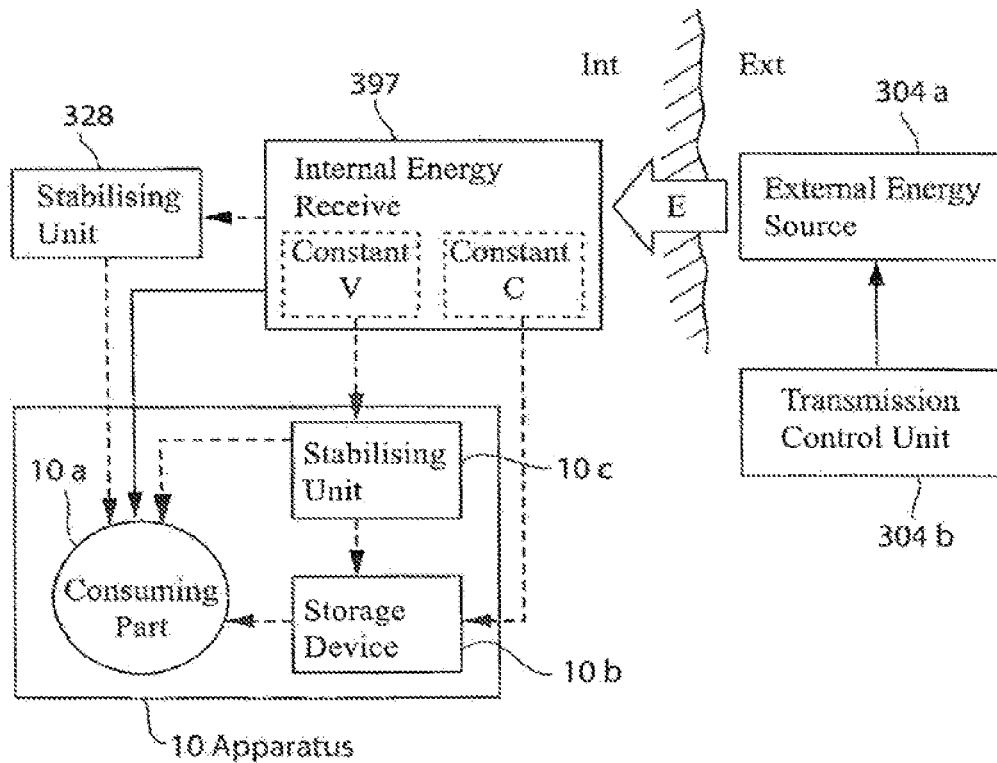 Int
Ext
397
304 a
328
Internal Energy
Receive
E
External Energy
Source
Stabilising
Unit
Constant
V
Constant
C
Transmission
Control Unit
10 a
Stabilising
Unit
10 c
304 b
Consuming
Part
Storage
Device
10 b
10 Apparatus